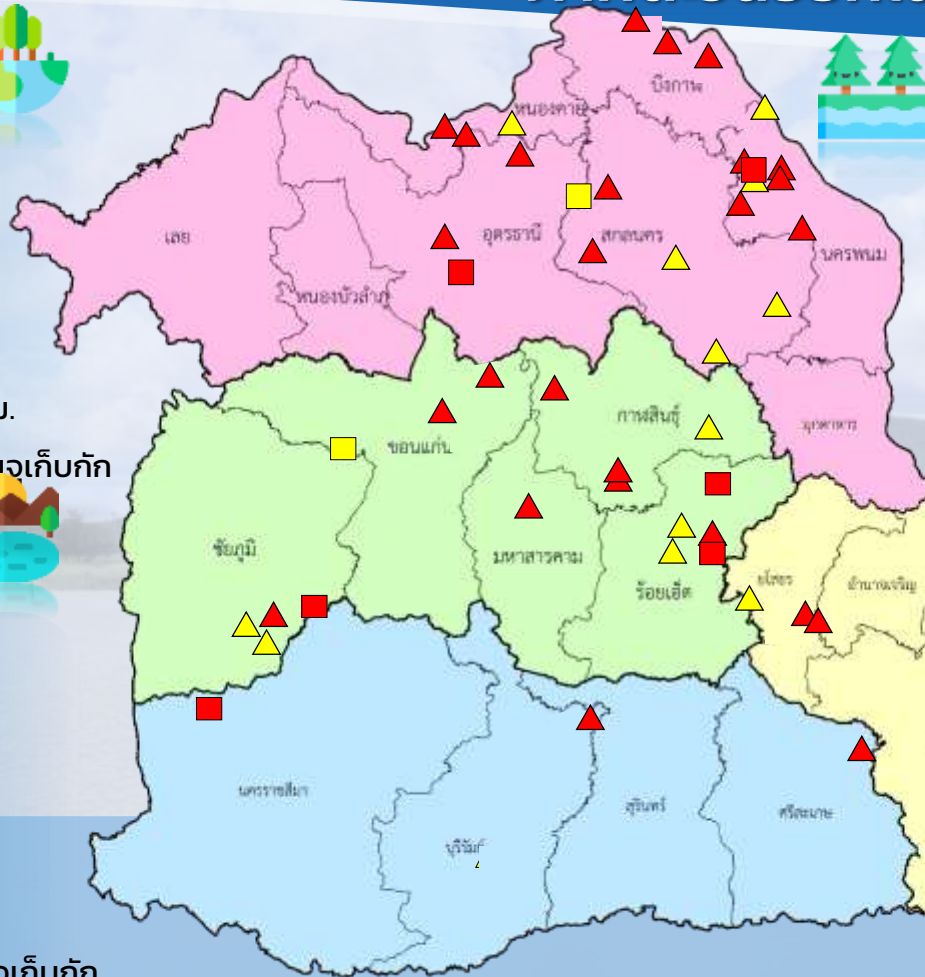 บึงกาฬ
หนองคาย
เลย
อุดรธานี
สกลนคร
นครพนม
หนองบัวลำภู
ม.
กาฬสินธุ์
มุกดาหาร
ขอนแก่น
จุเก็บกัก
ชัยภูมิ
มหาสารคาม
ยโสธร
อำนาจเจริญ
ร้อยเอ็ด
นครราชสีมา
สุรินทร์
ศรีสะเกษ
บุรีรัม
เก็บกัก